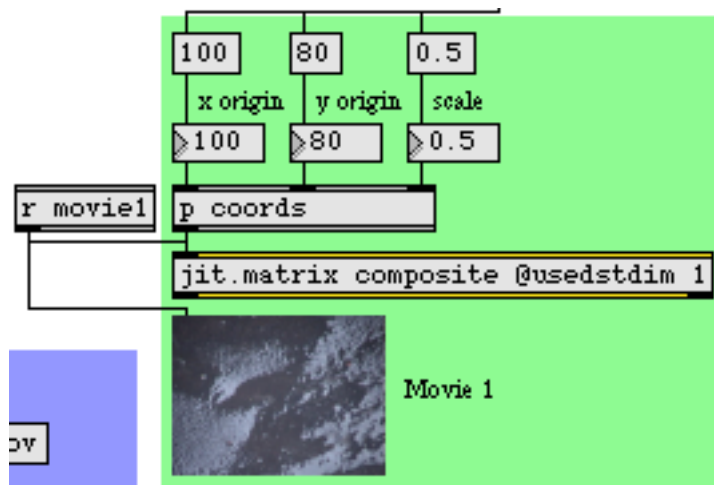 100 80 0.5
x origin y origin scale
100 80 0.5
r movie1 p coords
jit.matrix composite @usedstdim 1
Movie 1
ov